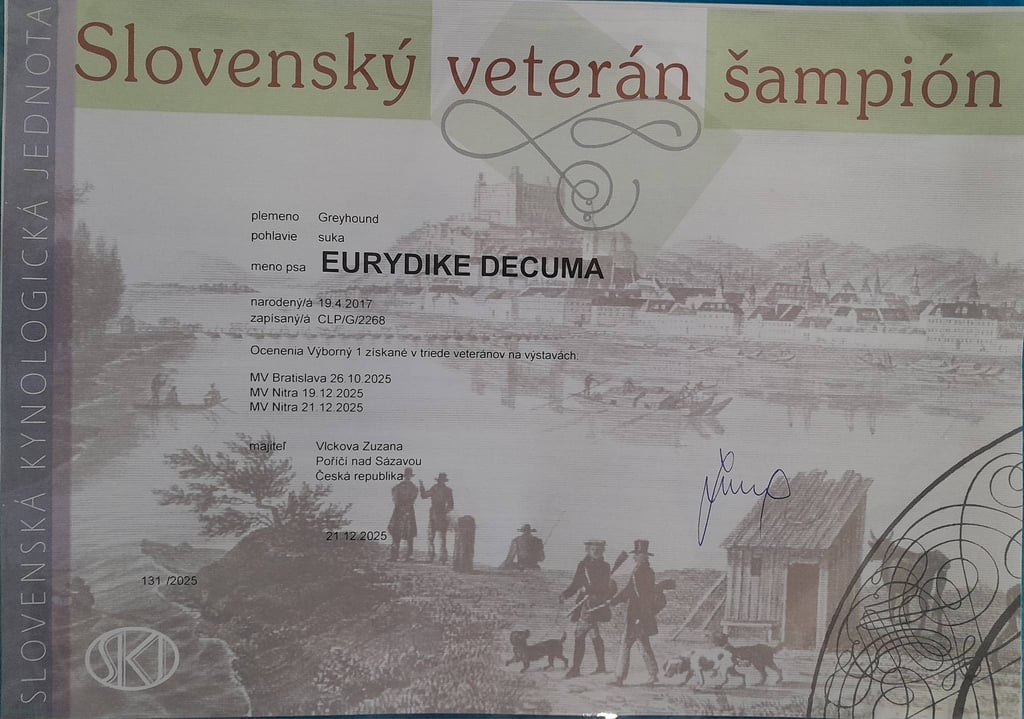 SLOVENSKÁ KYNOLOGICKÁ JEDNOTA
Slovenský veterán šampión
plemeno Greyhound
pohlavie suka
meno psa EURYDIKE DECUMA
narodený/á 19.4.2017
zapísaný/á CLP/G/2268
Ocenenia Výborný 1 získané v triede veteránov na výstavách:
MV Bratislava 26.10.2025
MV Nitra 19.12.2025
MV Nitra 21.12.2025
majiteľ Vlckova Zuzana
Poříčí nad Sázavou
Česká republika
21.12.2025
131 /2025
SKJ